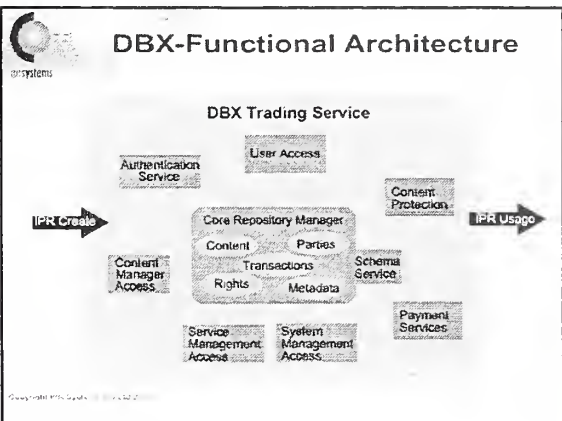 DBX-Functional Architecture
systems
DBX Trading Service
User Access
Authentication
Service
Content
Protection
IPR Create
IPR Usage
Core Repository Manager
Content
Parties
Transactions
Rights
Metadata
Content
Manager
Access
Schema
Service
Payment
Services
Service
Management
Access
System
Management
Access
Copyright IPR